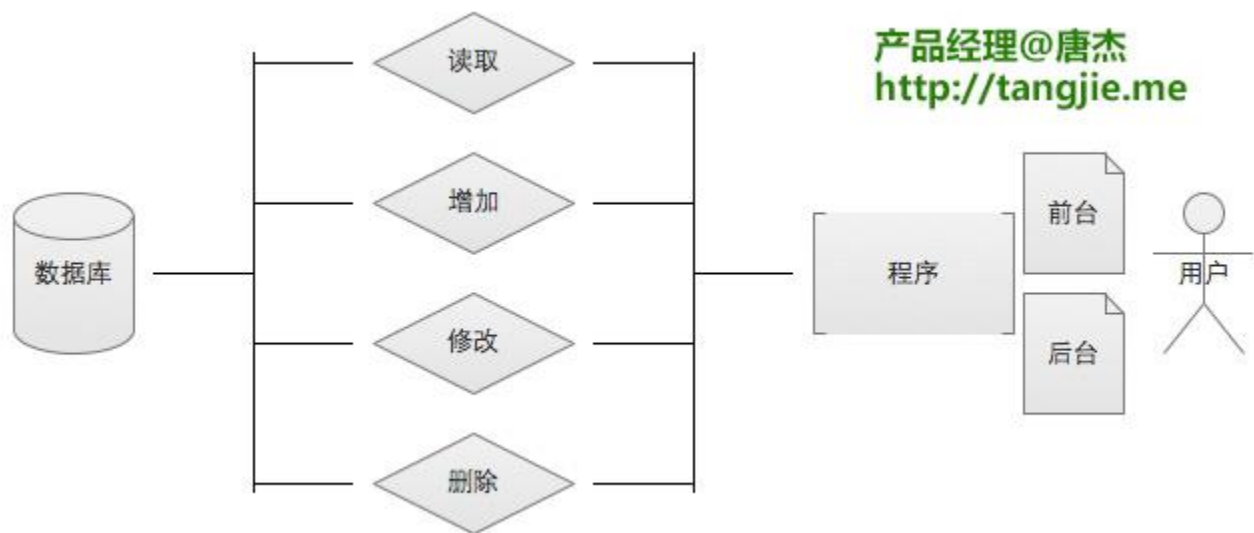 读取
产品经理@唐杰
http://tangjie.me
增加
前台
数据库
程序
用户
修改
后台
删除